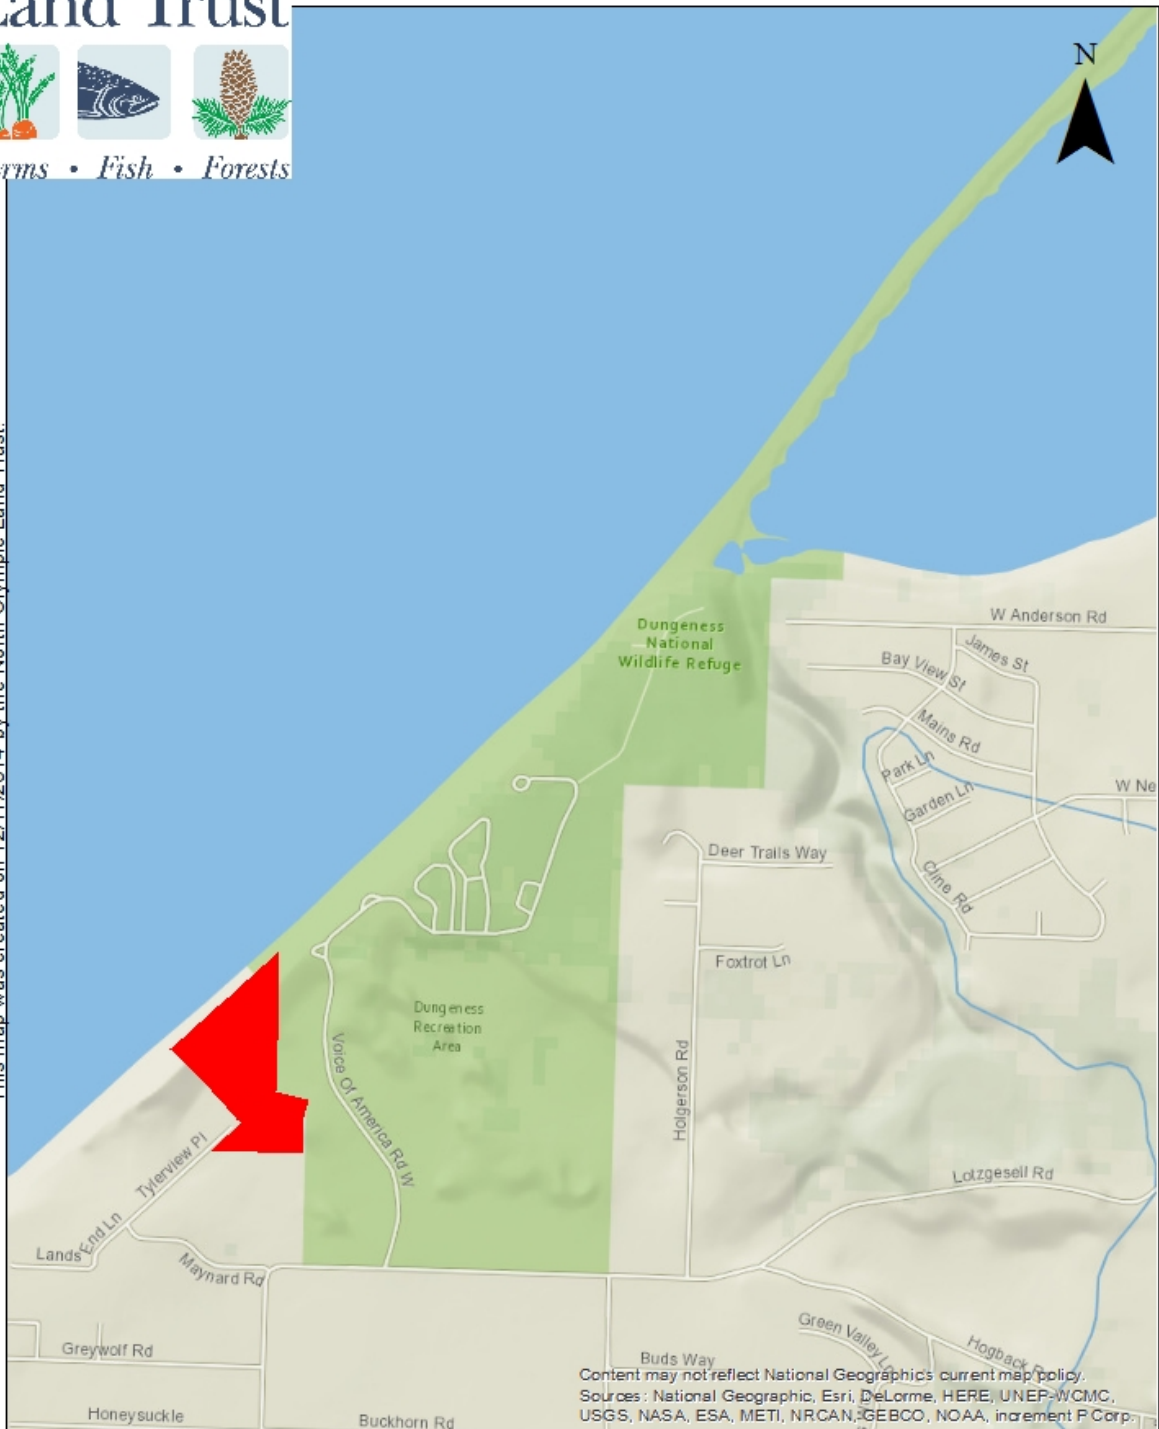 Land Trust
Fish • Forests
N
Dungeness
National
Wildlife Refuge
W Anderson Rd
James St
Bay View St
Mains Rd
Park Ln
Garden Ln
W Ne
Cline Rd
Deer Trails Way
Foxtrot Ln
Dungeness
Recreation
Area
Voice Of America Rd W
Holgerson Rd
Lotzgesell Rd
Tylerview Pl
Lands End Ln
Maynard Rd
Greywolf Rd
Honeysuckle
Buckhorn Rd
Buds Way
Green Valley Ln
Hogback Rd
Content may not reflect National Geographic's current map policy.
Sources: National Geographic, Esri, DeLorme, HERE, UNEP-WCMC,
USGS, NASA, ESA, METI, NRCAN, GEBCO, NOAA, increment P Corp.